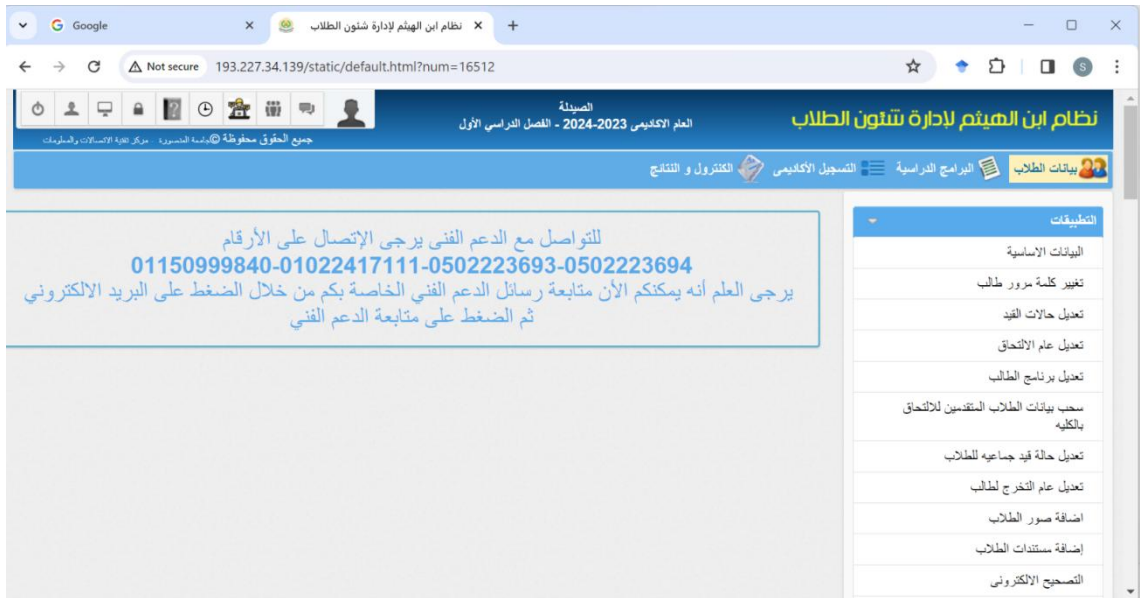 Google
نظام ابن الهيثم لإدارة شئون الطلاب
Not secure
193.227.34.139/static/default.html?num=16512
S
نظام ابن الهيثم لإدارة شئون الطلاب
الصيدلة
العام الاكاديمى 2023-2024 - الفصل الدراسي الأول
جميع الحقوق محفوظة © جامعة المنصورة - مركز تقنية الاتصالات والمعلومات
بيانات الطلاب
البرامج الدراسية
التسجيل الأكاديمى
الكنترول و النتائج
التطبيقات
البيانات الاساسية
تغيير كلمة مرور طالب
تعديل حالات القيد
تعديل عام الالتحاق
تعديل برنامج الطالب
سحب بيانات الطلاب المتقدمين للالتحاق
بالكليه
تعديل حالة قيد جماعيه للطلاب
تعديل عام التخرج لطالب
اضافة صور الطلاب
إضافة مستندات الطلاب
التصحيح الالكترونى
للتواصل مع الدعم الفنى يرجى الإتصال على الأرقام
01150999840-01022417111-0502223693-0502223694
يرجى العلم أنه يمكنكم الأن متابعة رسائل الدعم الفني الخاصة بكم من خلال الضغط على البريد الالكتروني
ثم الضغط على متابعة الدعم الفني